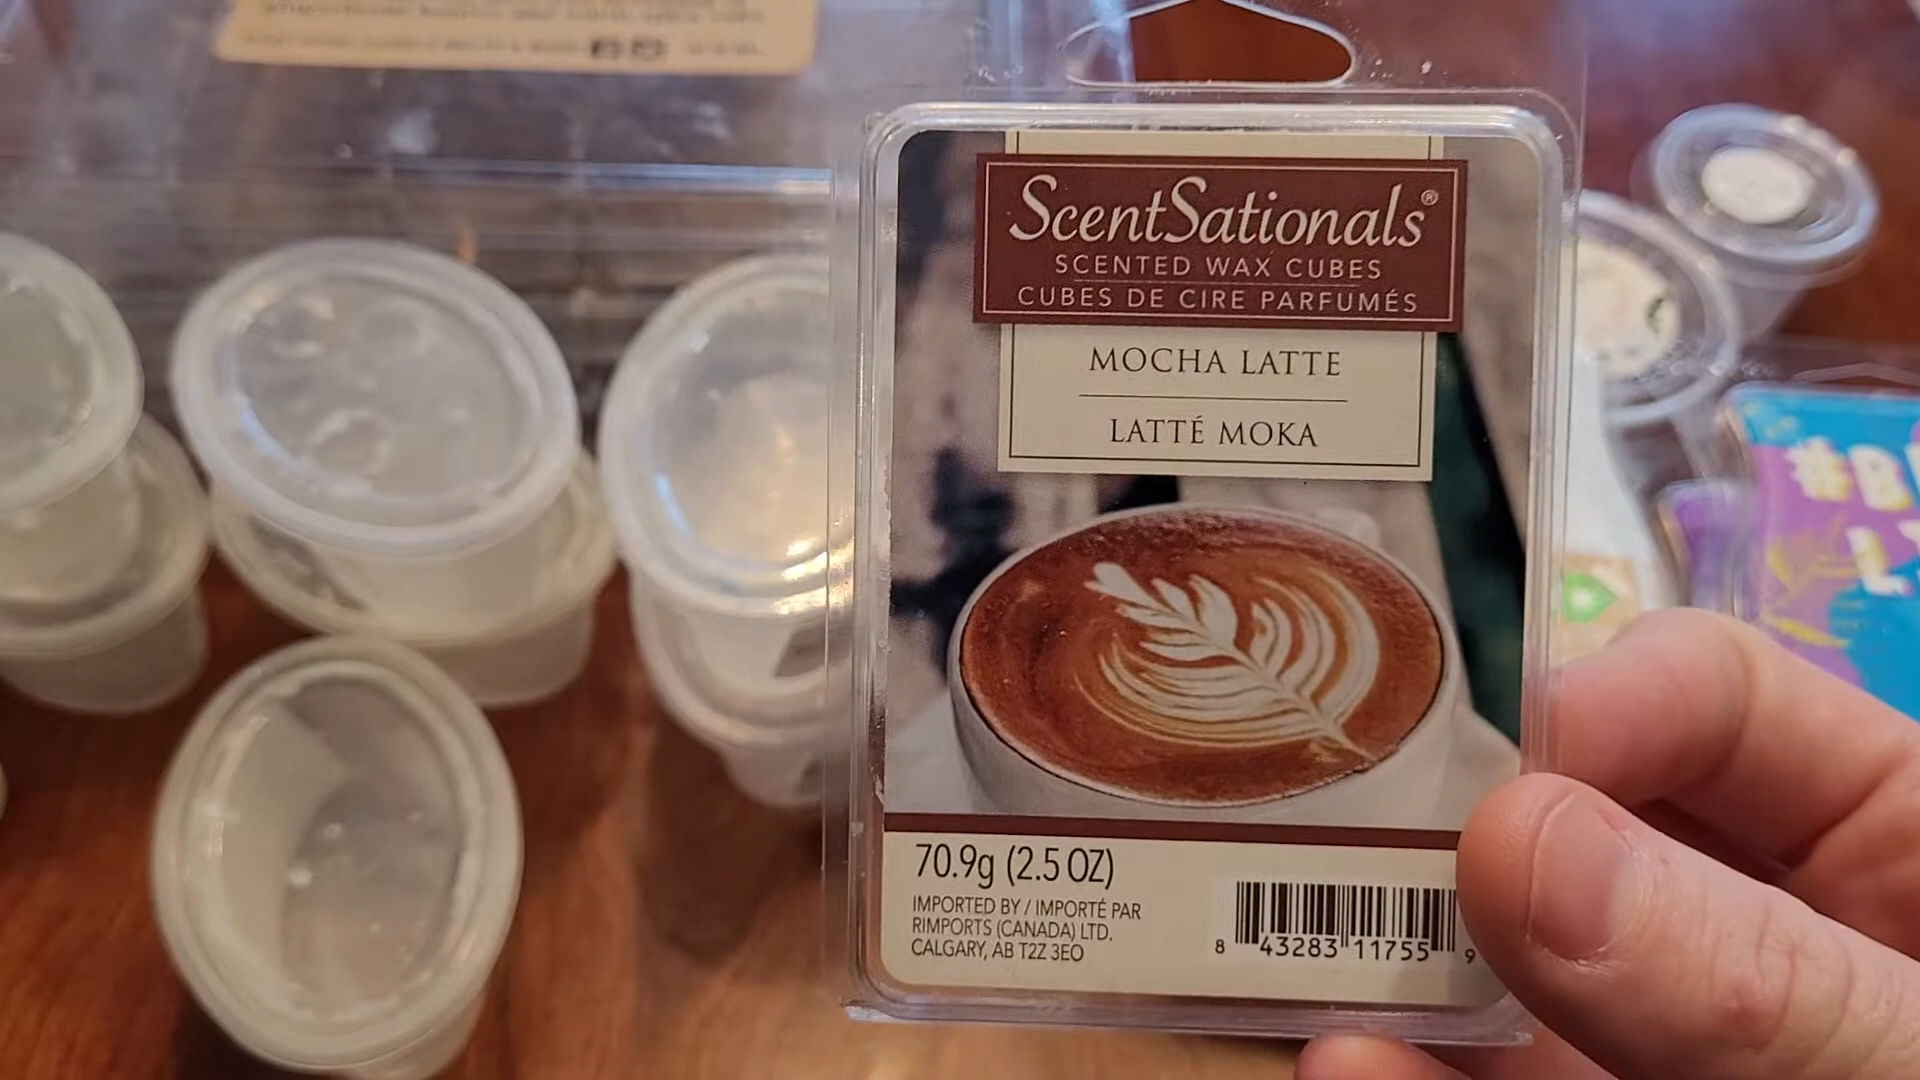 ScentSationals®
SCENTED WAX CUBES
CUBES DE CIRE PARFUMÉS
MOCHA LATTE
LATTÉ MOKA
70.9g (2.5 OZ)
IMPORTED BY / IMPORTÉ PAR
RIMPORTS (CANADA) LTD.
CALGARY, AB T2Z 3E0
8 43283 11755 9